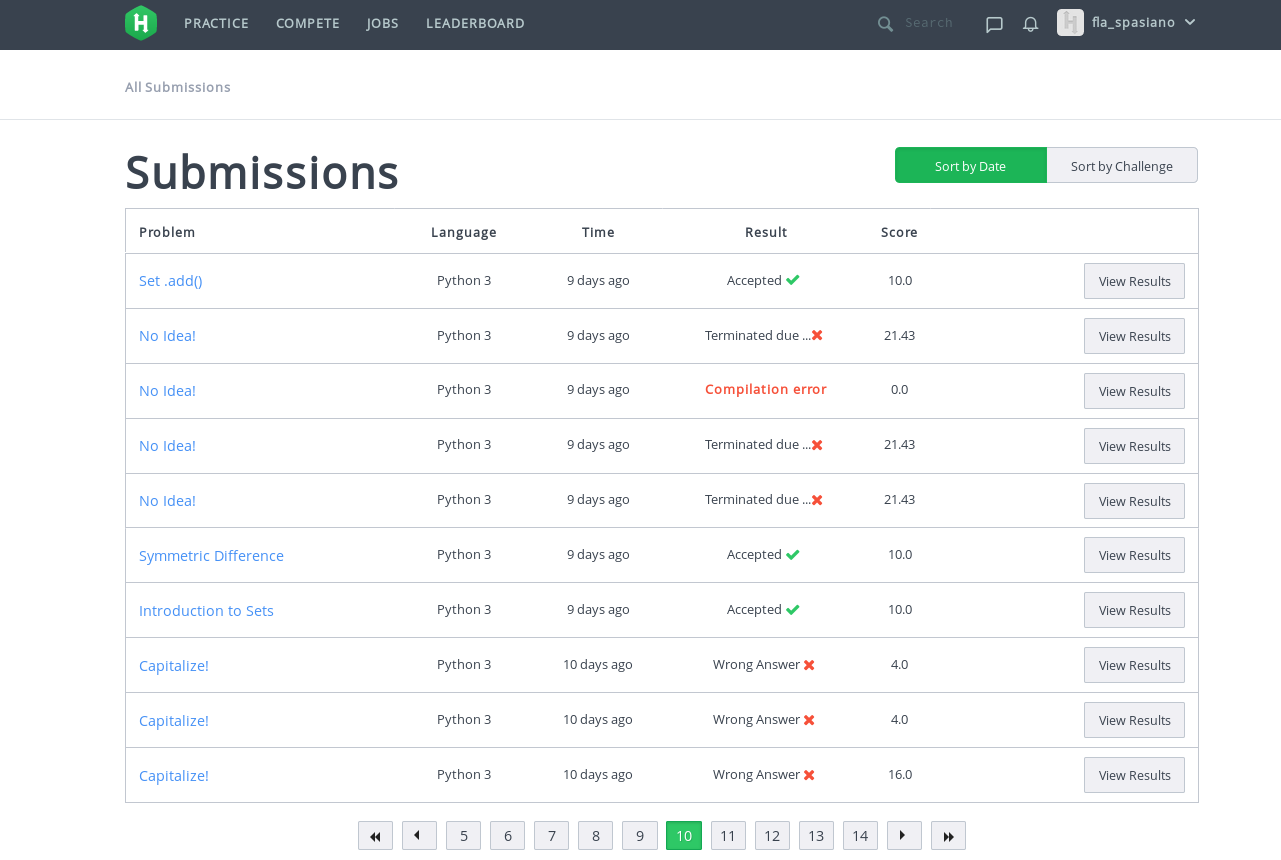 H PRACTICE COMPETE JOBS LEADERBOARD Search H fla_spasiano
All Submissions
Submissions Sort by Date Sort by Challenge
Problem Language Time Result Score
Set .add() Python 3 9 days ago Accepted 10.0 View Results
No Idea! Python 3 9 days ago Terminated due ... 21.43 View Results
No Idea! Python 3 9 days ago Compilation error 0.0 View Results
No Idea! Python 3 9 days ago Terminated due ... 21.43 View Results
No Idea! Python 3 9 days ago Terminated due ... 21.43 View Results
Symmetric Difference Python 3 9 days ago Accepted 10.0 View Results
Introduction to Sets Python 3 9 days ago Accepted 10.0 View Results
Capitalize! Python 3 10 days ago Wrong Answer 4.0 View Results
Capitalize! Python 3 10 days ago Wrong Answer 4.0 View Results
Capitalize! Python 3 10 days ago Wrong Answer 16.0 View Results
5 6 7 8 9 10 11 12 13 14